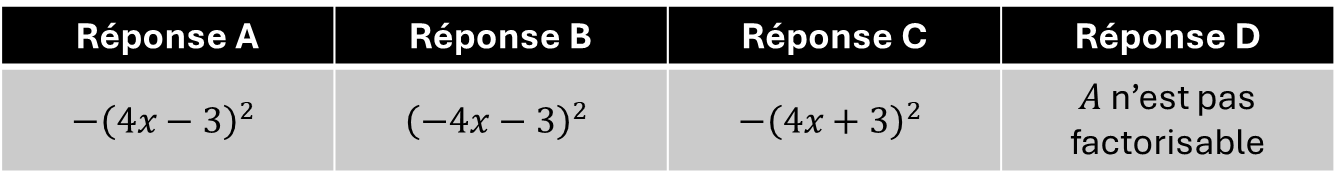 Réponse A Réponse B Réponse C Réponse D
−(4x − 3)² (−4x − 3)² −(4x + 3)² A n’est pas
factorisable